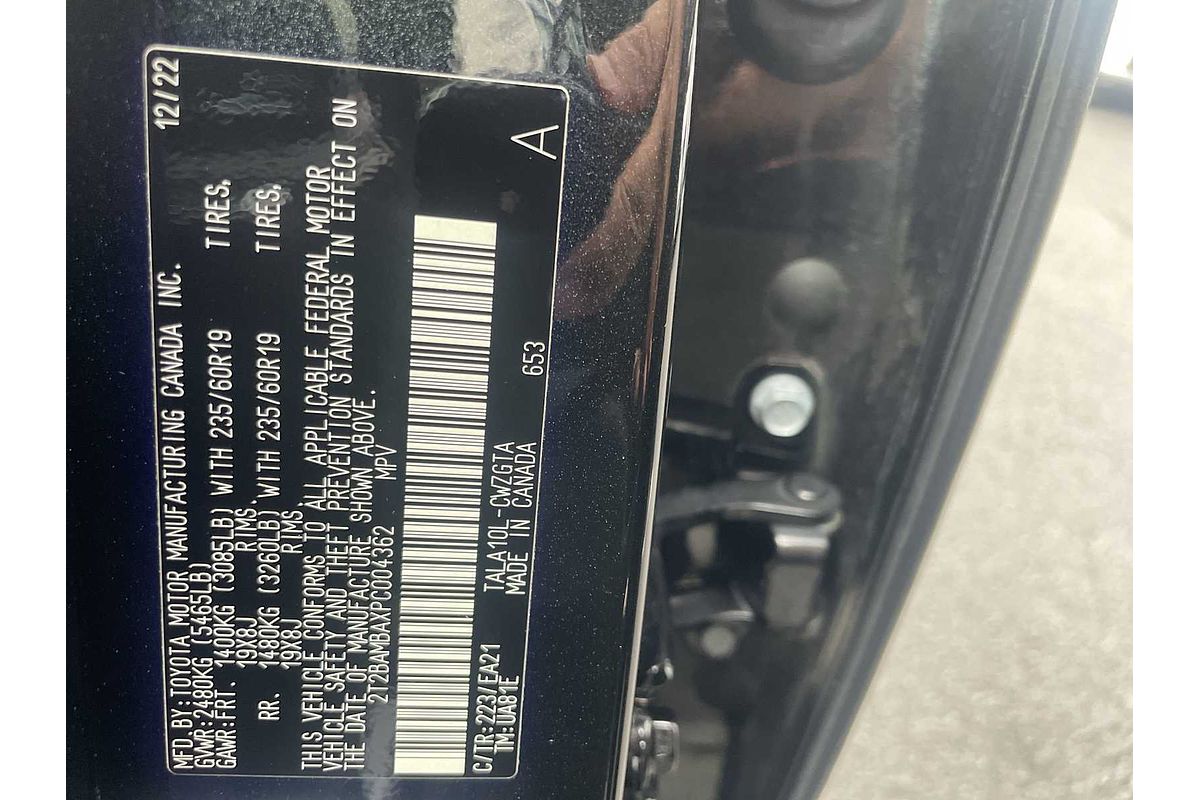 MFD.BY:TOYOTA MOTOR MANUFACTURING CANADA INC. 12/22
GVWR:2480KG (5465LB)
GAWR:FRT. 1400KG (3085LB) WITH 235/60R19 TIRES,
19X8J RIMS.
RR. 1480KG (3260LB) WITH 235/60R19 TIRES,
19X8J RIMS
THIS VEHICLE CONFORMS TO ALL APPLICABLE FEDERAL MOTOR
VEHICLE SAFETY AND THEFT PREVENTION STANDARDS IN EFFECT ON
THE DATE OF MANUFACTURE SHOWN ABOVE.
2T2BAMBAXPC004362 MPV
A
C/TR:223/EA21 TALA10L-CWZGTA
TM:UA81E MADE IN CANADA 653